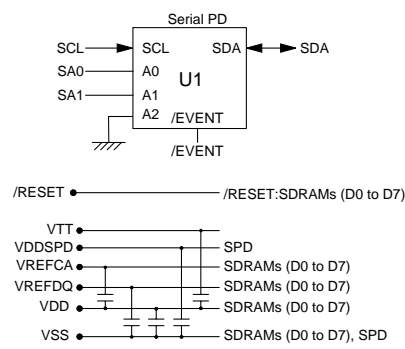 Serial PD
SCL SCL SDA SDA
SA0 A0
U1
SA1 A1
A2
/EVENT
/EVENT
/RESET /RESET:SDRAMs (D0 to D7)
VTT
VDDSPD SPD
VREFCA SDRAMs (D0 to D7)
VREFDQ SDRAMs (D0 to D7)
VDD SDRAMs (D0 to D7)
VSS SDRAMs (D0 to D7), SPD